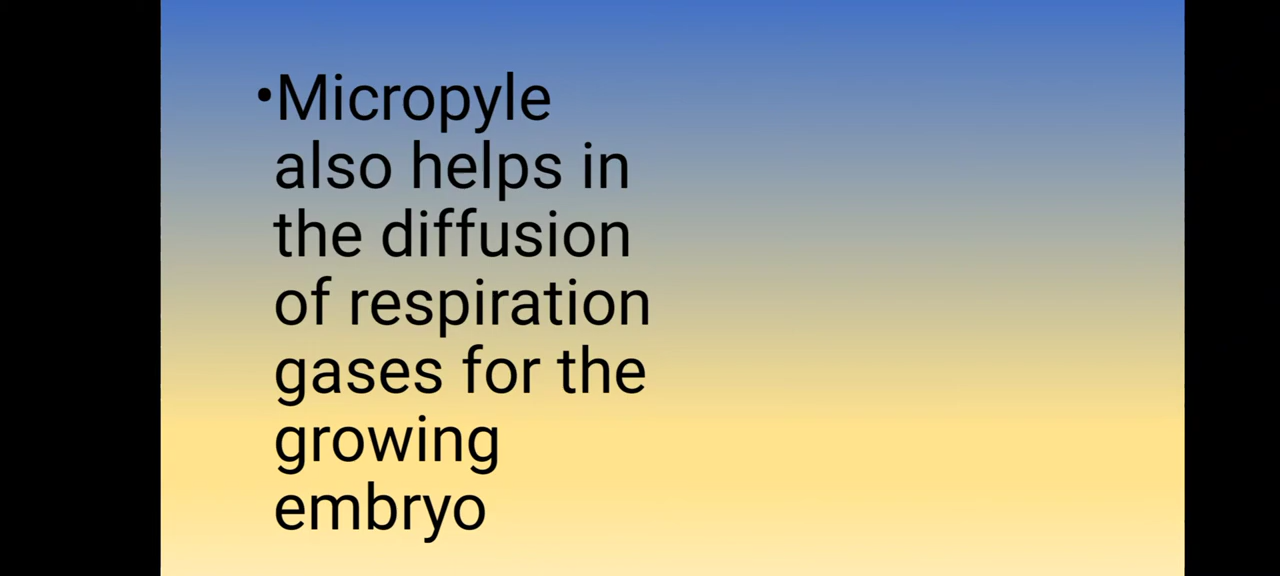 •Micropyle
also helps in
the diffusion
of respiration
gases for the
growing
embryo